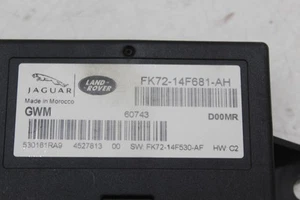 JAGUAR
LAND-
ROVER
FK72-14F681-AH
Made in Morocco
GWM
60743
D00MR
530181RA9 4527813 00 SW: FK72-14F530-AF HW C2